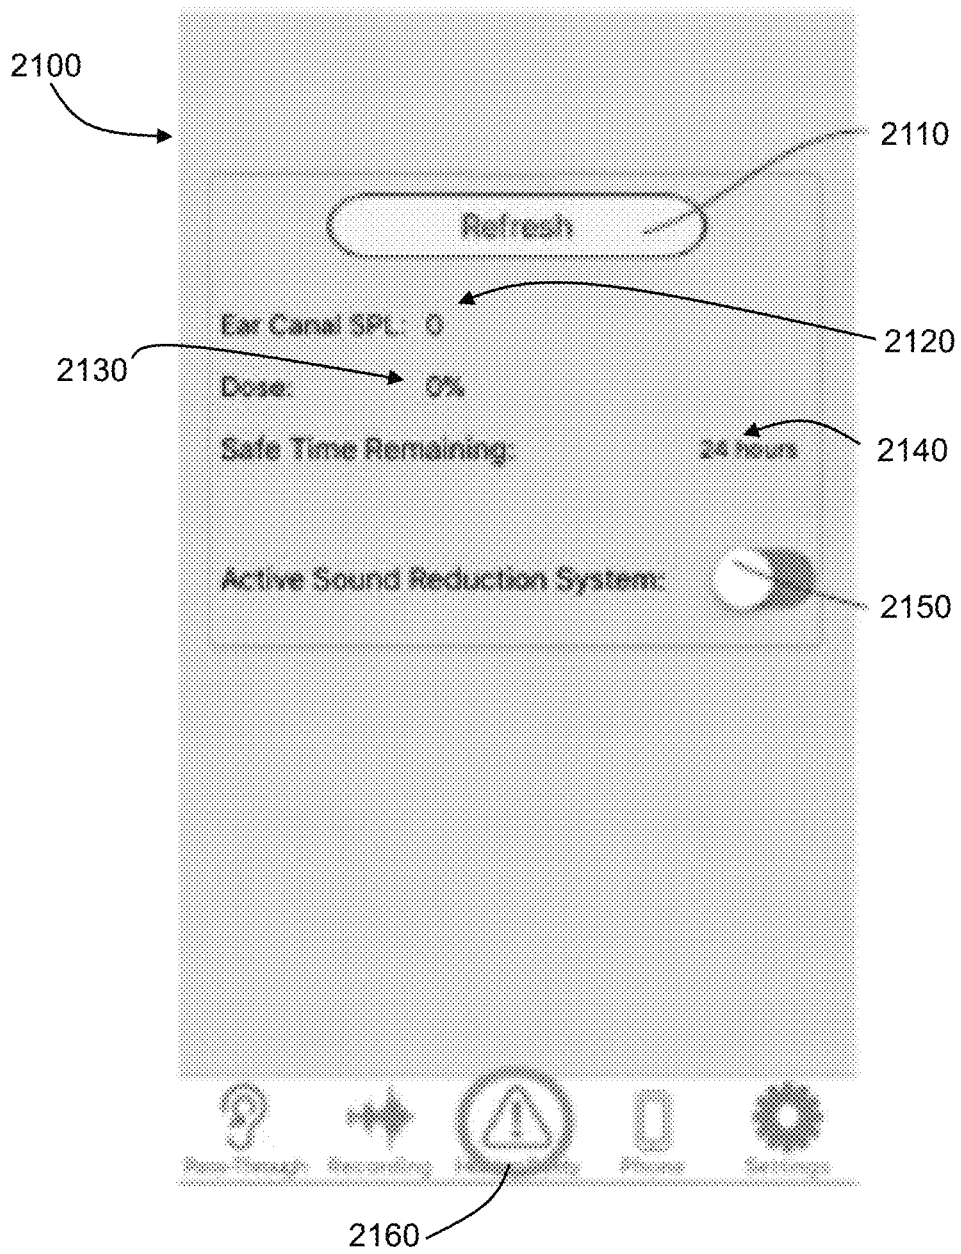 2100
2110
Refresh
Ear Canal SPL: 0
2120
2130
Dose: 0%
Safe Time Remaining: 24 hours
2140
Active Sound Reduction System:
2150
Pass-Through Recording Phone Settings
2160